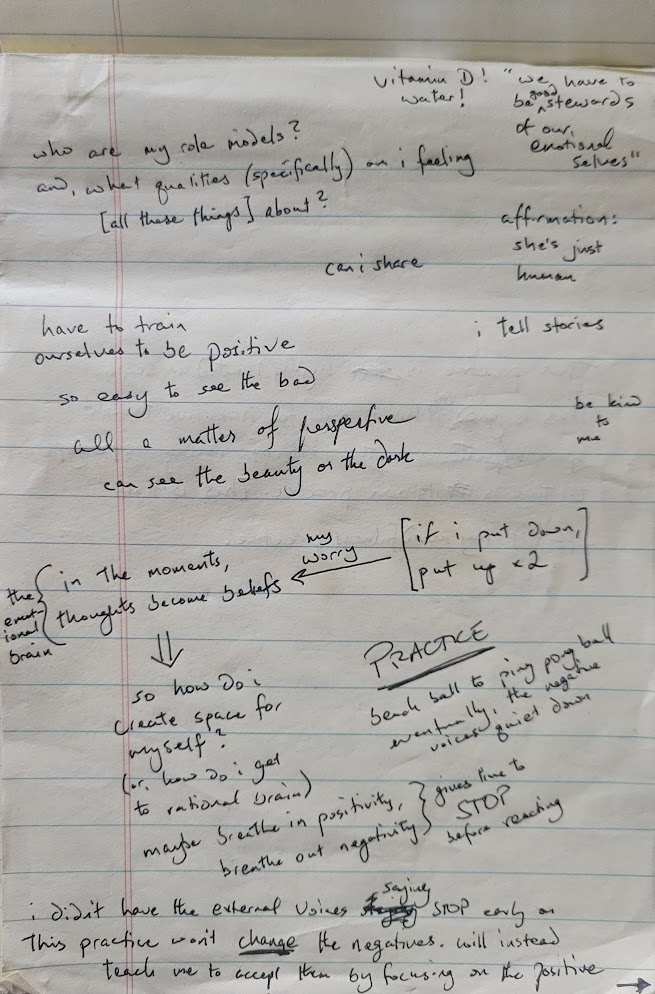 vitamin D!
water!
"we have to
be good stewards
of our
emotional
selves"
who are my role models?
and, what qualities (specifically) am i feeling
[all these things] about?
affirmation:
she's just
human
can i share
i tell stories
have to train
ourselves to be positive
so easy to see the bad
be kind
to
me
all a matter of perspective
can see the beauty or the dark
[if i put down,
put up x2]
my
worry
the
emot-
ional
brain
in the moments,
thoughts become beliefs
PRACTICE
beach ball to ping pong ball
eventually, the negative
voices quiet down
so how do i
create space for
myself?
(or, how do i get
to rational brain)
maybe breathe in positivity,
breathe out negativity
gives time to
STOP
before reacting
i didn't have the external voices saying STOP early on
This practice won't change the negatives. will instead
teach me to accept them by focusing on the positive